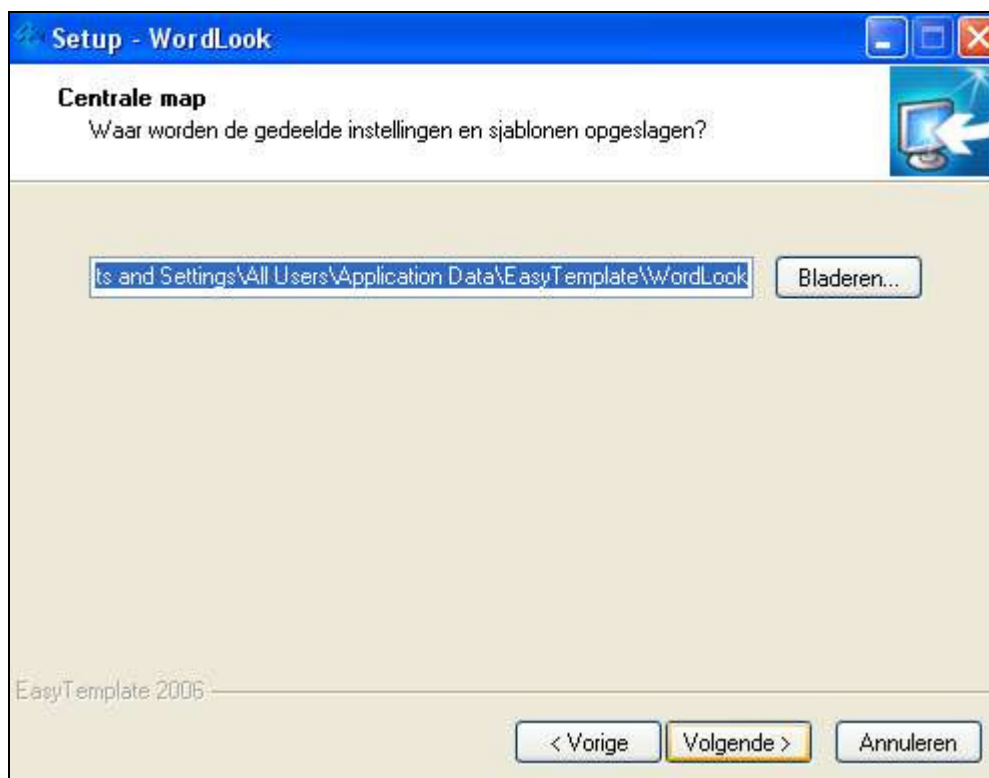 Setup - WordLook
Centrale map
Waar worden de gedeelde instellingen en sjablonen opgeslagen?
ts and Settings\All Users\Application Data\EasyTemplate\WordLook
Bladeren...
EasyTemplate 2006
< Vorige
Volgende >
Annuleren